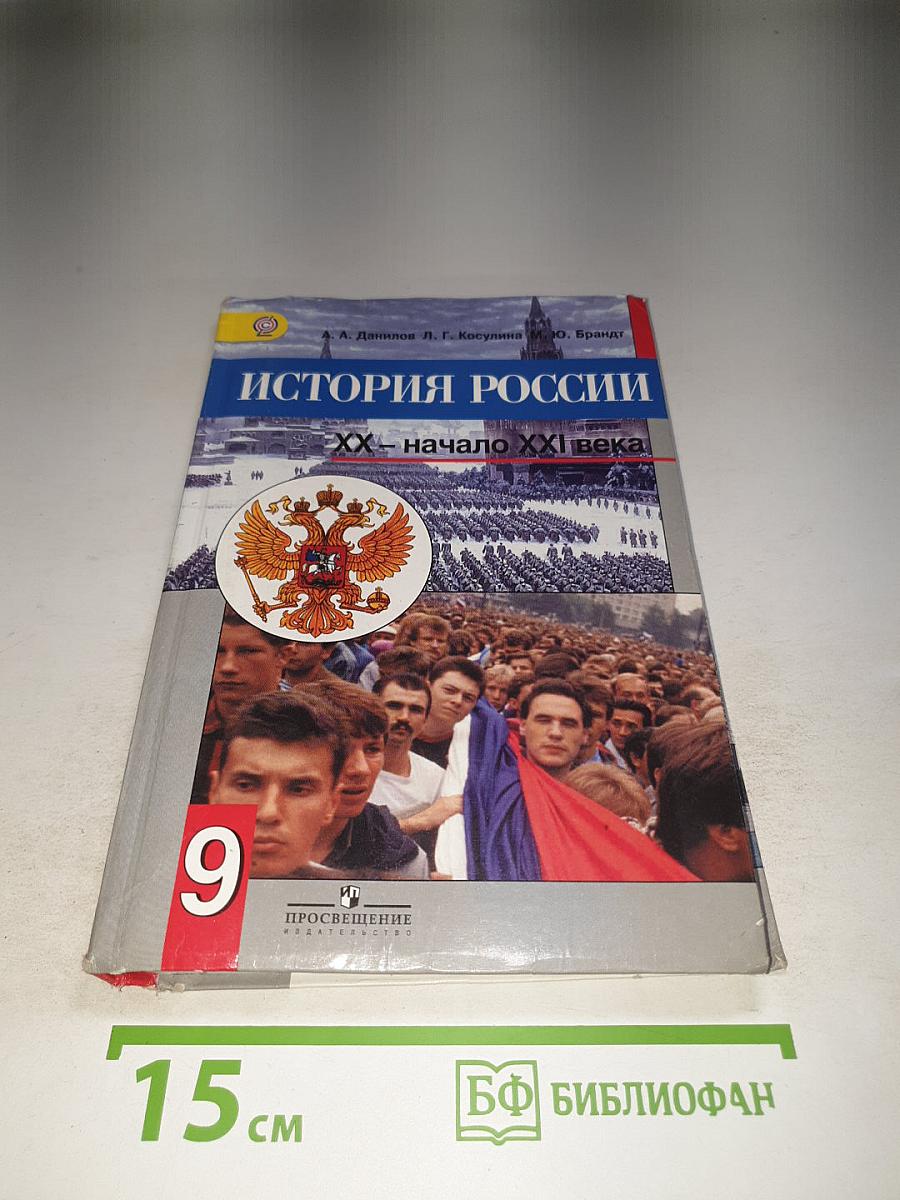 А. А. Данилов Л. Г. Косулина М. Ю. Брандт
ИСТОРИЯ РОССИИ
XX – начало XXI века
9
ПРОСВЕЩЕНИЕ
ИЗДАТЕЛЬСТВО
15 см
БФ БИБЛИОФАН